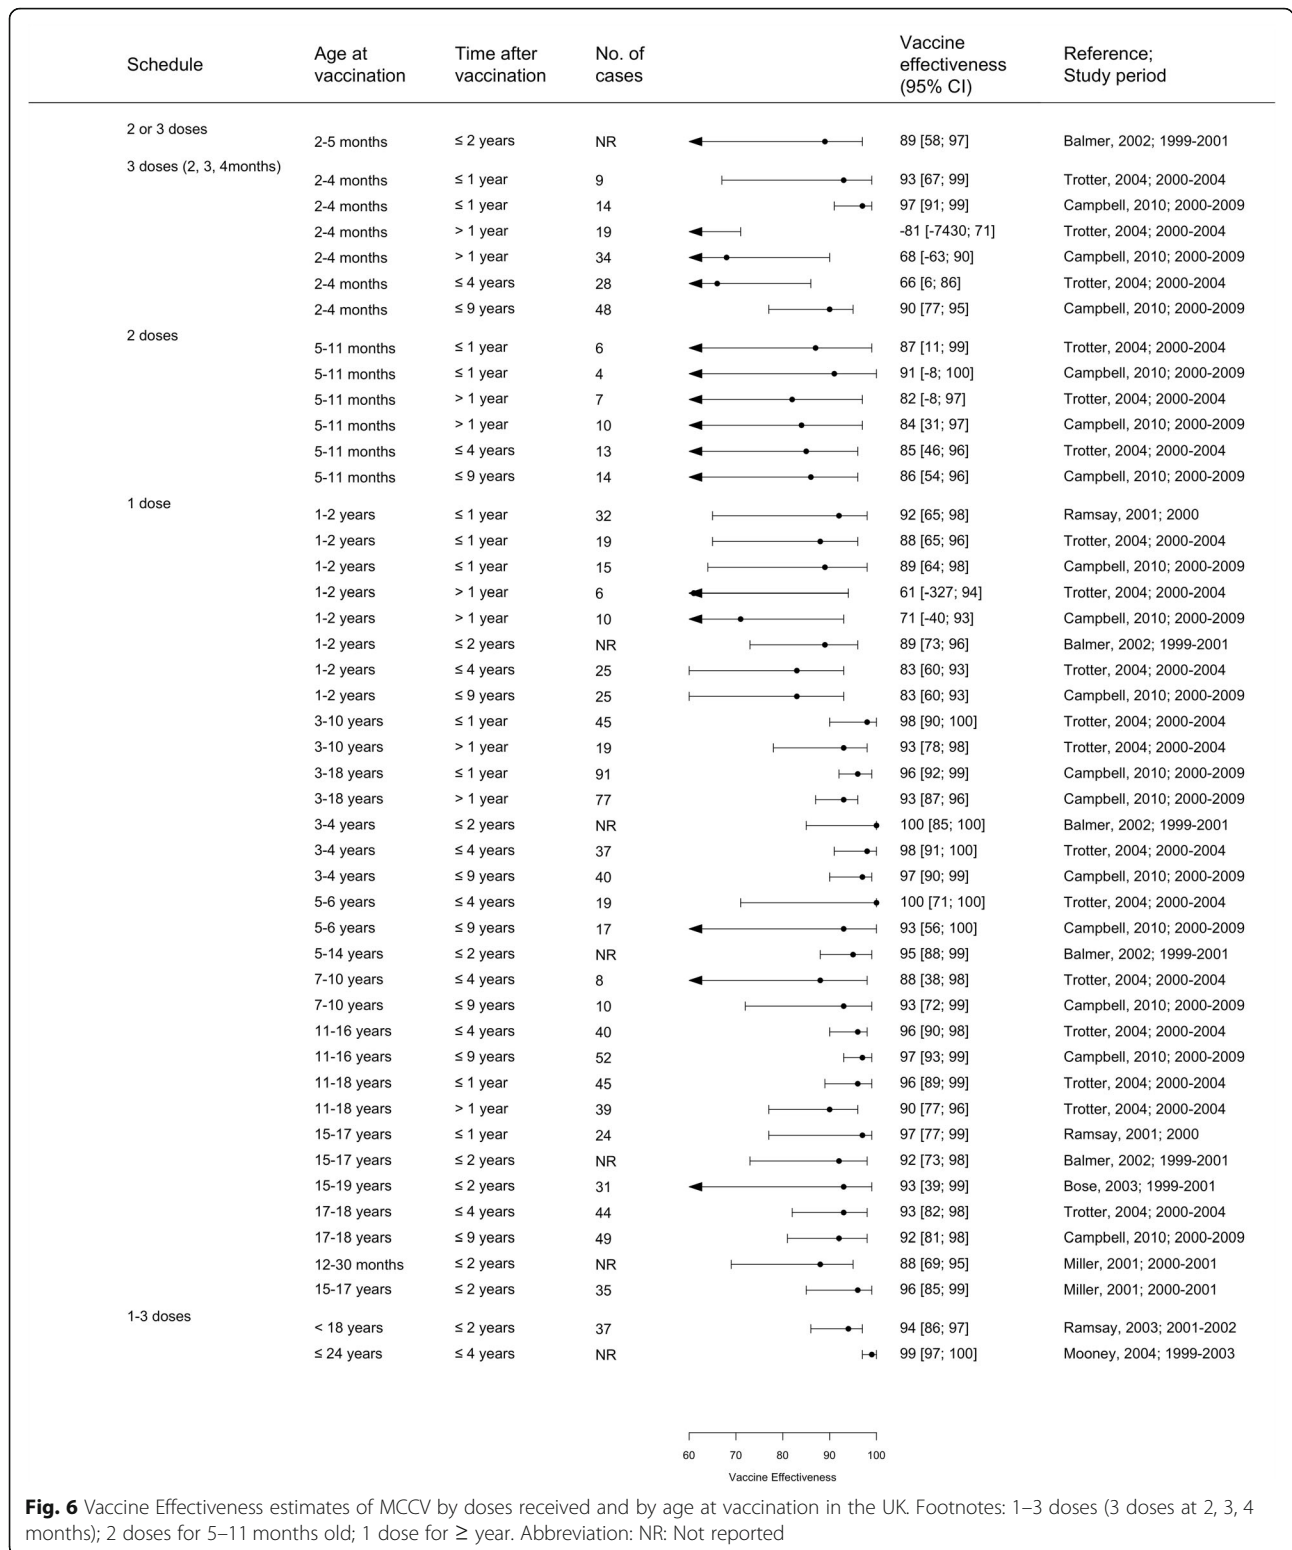 Schedule Age at vaccination Time after vaccination No. of cases Vaccine effectiveness (95% CI) Reference; Study period
2 or 3 doses
2-5 months ≤ 2 years NR 89 [58; 97] Balmer, 2002; 1999-2001
3 doses (2, 3, 4months)
2-4 months ≤ 1 year 9 93 [67; 99] Trotter, 2004; 2000-2004
2-4 months ≤ 1 year 14 97 [91; 99] Campbell, 2010; 2000-2009
2-4 months > 1 year 19 -81 [-7430; 71] Trotter, 2004; 2000-2004
2-4 months > 1 year 34 68 [-63; 90] Campbell, 2010; 2000-2009
2-4 months ≤ 4 years 28 66 [6; 86] Trotter, 2004; 2000-2004
2-4 months ≤ 9 years 48 90 [77; 95] Campbell, 2010; 2000-2009
2 doses
5-11 months ≤ 1 year 6 87 [11; 99] Trotter, 2004; 2000-2004
5-11 months ≤ 1 year 4 91 [-8; 100] Campbell, 2010; 2000-2009
5-11 months > 1 year 7 82 [-8; 97] Trotter, 2004; 2000-2004
5-11 months > 1 year 10 84 [31; 97] Campbell, 2010; 2000-2009
5-11 months ≤ 4 years 13 85 [46; 96] Trotter, 2004; 2000-2004
5-11 months ≤ 9 years 14 86 [54; 96] Campbell, 2010; 2000-2009
1 dose
1-2 years ≤ 1 year 32 92 [65; 98] Ramsay, 2001; 2000
1-2 years ≤ 1 year 19 88 [65; 96] Trotter, 2004; 2000-2004
1-2 years ≤ 1 year 15 89 [64; 98] Campbell, 2010; 2000-2009
1-2 years > 1 year 6 61 [-327; 94] Trotter, 2004; 2000-2004
1-2 years > 1 year 10 71 [-40; 93] Campbell, 2010; 2000-2009
1-2 years ≤ 2 years NR 89 [73; 96] Balmer, 2002; 1999-2001
1-2 years ≤ 4 years 25 83 [60; 93] Trotter, 2004; 2000-2004
1-2 years ≤ 9 years 25 83 [60; 93] Campbell, 2010; 2000-2009
3-10 years ≤ 1 year 45 98 [90; 100] Trotter, 2004; 2000-2004
3-10 years > 1 year 19 93 [78; 98] Trotter, 2004; 2000-2004
3-18 years ≤ 1 year 91 96 [92; 99] Campbell, 2010; 2000-2009
3-18 years > 1 year 77 93 [87; 96] Campbell, 2010; 2000-2009
3-4 years ≤ 2 years NR 100 [85; 100] Balmer, 2002; 1999-2001
3-4 years ≤ 4 years 37 98 [91; 100] Trotter, 2004; 2000-2004
3-4 years ≤ 9 years 40 97 [90; 99] Campbell, 2010; 2000-2009
5-6 years ≤ 4 years 19 100 [71; 100] Trotter, 2004; 2000-2004
5-6 years ≤ 9 years 17 93 [56; 100] Campbell, 2010; 2000-2009
5-14 years ≤ 2 years NR 95 [88; 99] Balmer, 2002; 1999-2001
7-10 years ≤ 4 years 8 88 [38; 98] Trotter, 2004; 2000-2004
7-10 years ≤ 9 years 10 93 [72; 99] Campbell, 2010; 2000-2009
11-16 years ≤ 4 years 40 96 [90; 98] Trotter, 2004; 2000-2004
11-16 years ≤ 9 years 52 97 [93; 99] Campbell, 2010; 2000-2009
11-18 years ≤ 1 year 45 96 [89; 99] Trotter, 2004; 2000-2004
11-18 years > 1 year 39 90 [77; 96] Trotter, 2004; 2000-2004
15-17 years ≤ 1 year 24 97 [77; 99] Ramsay, 2001; 2000
15-17 years ≤ 2 years NR 92 [73; 98] Balmer, 2002; 1999-2001
15-19 years ≤ 2 years 31 93 [39; 99] Bose, 2003; 1999-2001
17-18 years ≤ 4 years 44 93 [82; 98] Trotter, 2004; 2000-2004
17-18 years ≤ 9 years 49 92 [81; 98] Campbell, 2010; 2000-2009
12-30 months ≤ 2 years NR 88 [69; 95] Miller, 2001; 2000-2001
15-17 years ≤ 2 years 35 96 [85; 99] Miller, 2001; 2000-2001
1-3 doses
< 18 years ≤ 2 years 37 94 [86; 97] Ramsay, 2003; 2001-2002
≤ 24 years ≤ 4 years NR 99 [97; 100] Mooney, 2004; 1999-2003
60 70 80 90 100
Vaccine Effectiveness
Fig. 6 Vaccine Effectiveness estimates of MCCV by doses received and by age at vaccination in the UK. Footnotes: 1–3 doses (3 doses at 2, 3, 4
months); 2 doses for 5–11 months old; 1 dose for ≥ year. Abbreviation: NR: Not reported